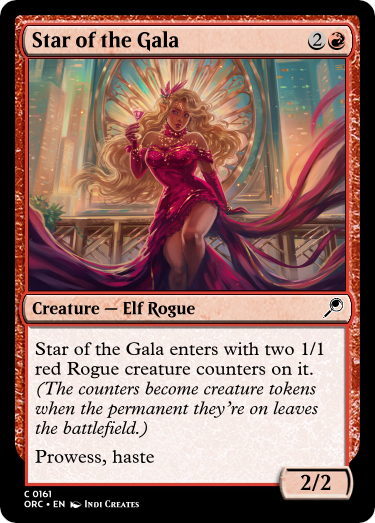 Star of the Gala 2
Creature — Elf Rogue
Star of the Gala enters with two 1/1
red Rogue creature counters on it.
(The counters become creature tokens
when the permanent they're on leaves
the battlefield.)
Prowess, haste
2/2
C 0161
ORC • EN Indi Creates